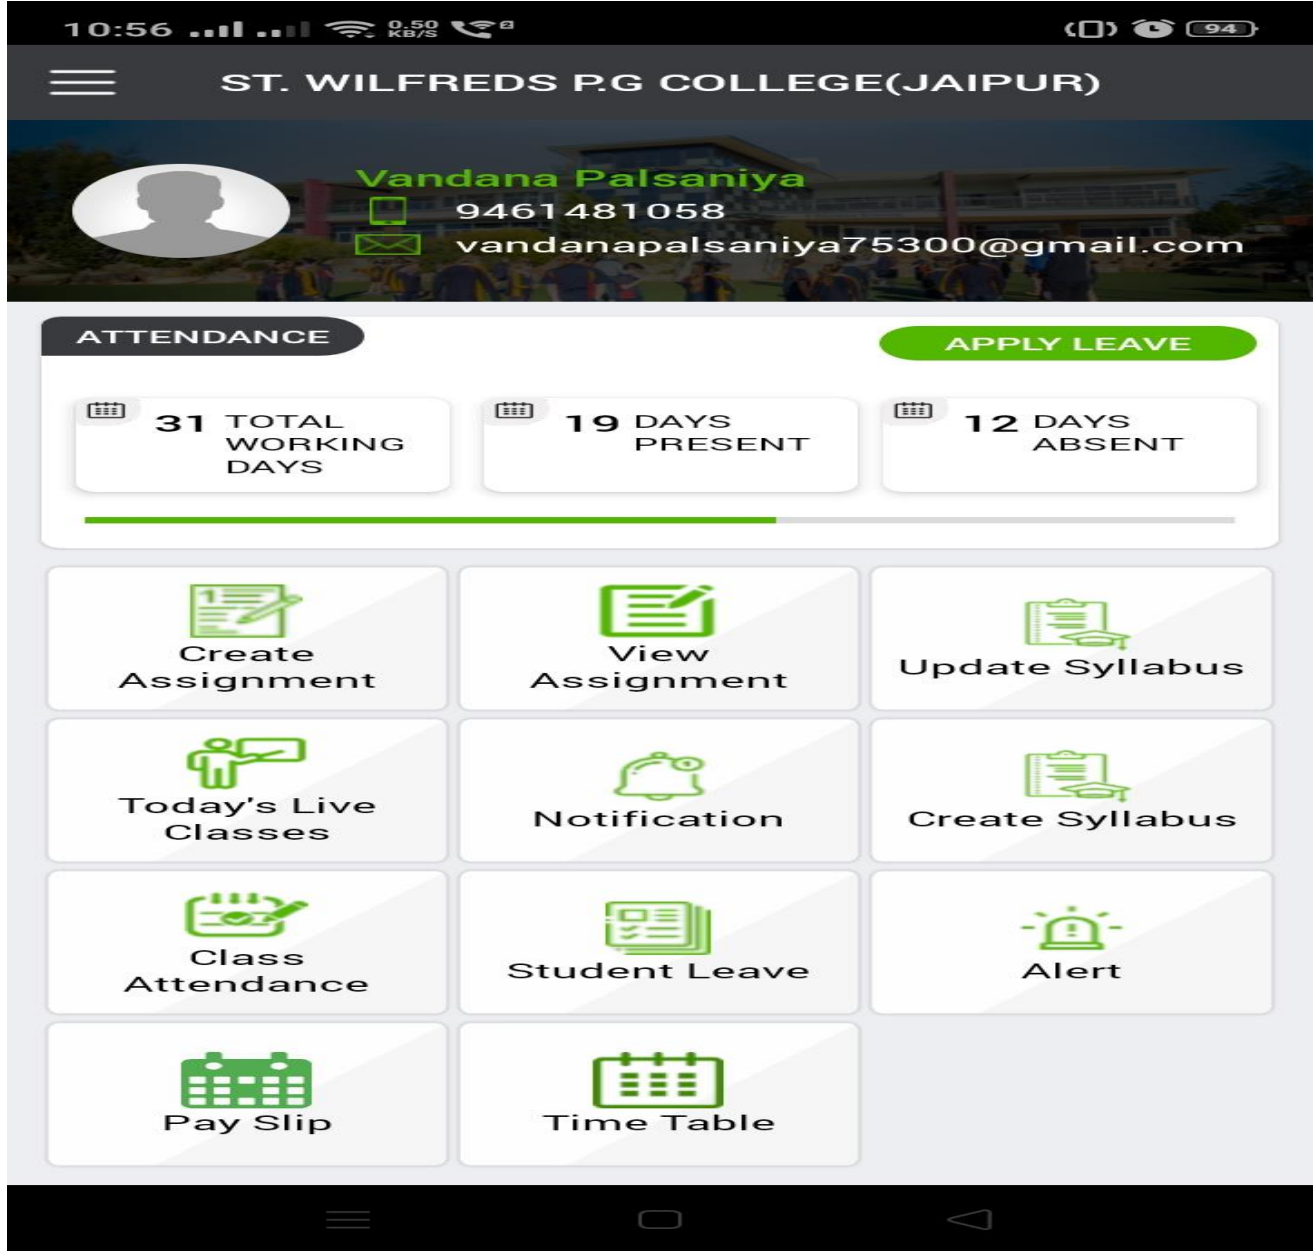 10:56 0.50 KB/S 2 94
ST. WILFREDS P.G COLLEGE(JAIPUR)
Vandana Palsaniya
9461481058
vandanapalsaniya75300@gmail.com
ATTENDANCE
APPLY LEAVE
31 TOTAL
WORKING
DAYS
19 DAYS
PRESENT
12 DAYS
ABSENT
Create
Assignment
View
Assignment
Update Syllabus
Today's Live
Classes
Notification
Create Syllabus
Class
Attendance
Student Leave
Alert
Pay Slip
Time Table